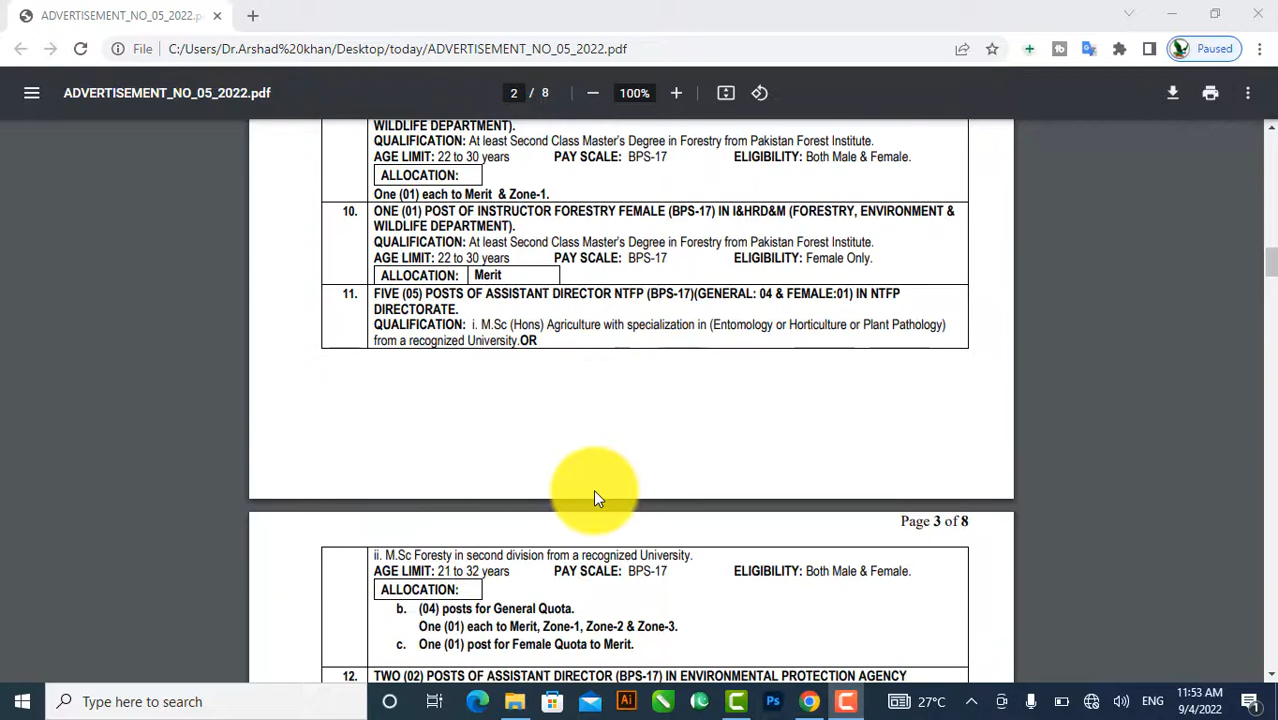 ADVERTISEMENT_NO_05_2022.p
File C:/Users/Dr.Arshad%20khan/Desktop/today/ADVERTISEMENT_NO_05_2022.pdf
Paused
ADVERTISEMENT_NO_05_2022.pdf
2 / 8
100%
WILDLIFE DEPARTMENT).
QUALIFICATION: At least Second Class Master's Degree in Forestry from Pakistan Forest Institute.
AGE LIMIT: 22 to 30 years PAY SCALE: BPS-17 ELIGIBILITY: Both Male & Female.
ALLOCATION:
One (01) each to Merit & Zone-1.
10. ONE (01) POST OF INSTRUCTOR FORESTRY FEMALE (BPS-17) IN I&HRD&M (FORESTRY, ENVIRONMENT &
WILDLIFE DEPARTMENT).
QUALIFICATION: At least Second Class Master's Degree in Forestry from Pakistan Forest Institute.
AGE LIMIT: 22 to 30 years PAY SCALE: BPS-17 ELIGIBILITY: Female Only.
ALLOCATION: Merit
11. FIVE (05) POSTS OF ASSISTANT DIRECTOR NTFP (BPS-17)(GENERAL: 04 & FEMALE:01) IN NTFP
DIRECTORATE.
QUALIFICATION: i. M.Sc (Hons) Agriculture with specialization in (Entomology or Horticulture or Plant Pathology)
from a recognized University.OR
Page 3 of 8
ii. M.Sc Foresty in second division from a recognized University.
AGE LIMIT: 21 to 32 years PAY SCALE: BPS-17 ELIGIBILITY: Both Male & Female.
ALLOCATION:
b. (04) posts for General Quota.
One (01) each to Merit, Zone-1, Zone-2 & Zone-3.
c. One (01) post for Female Quota to Merit.
12. TWO (02) POSTS OF ASSISTANT DIRECTOR (BPS-17) IN ENVIRONMENTAL PROTECTION AGENCY
Type here to search
Ai
Ps
27°C
ENG
11:53 AM
9/4/2022
1